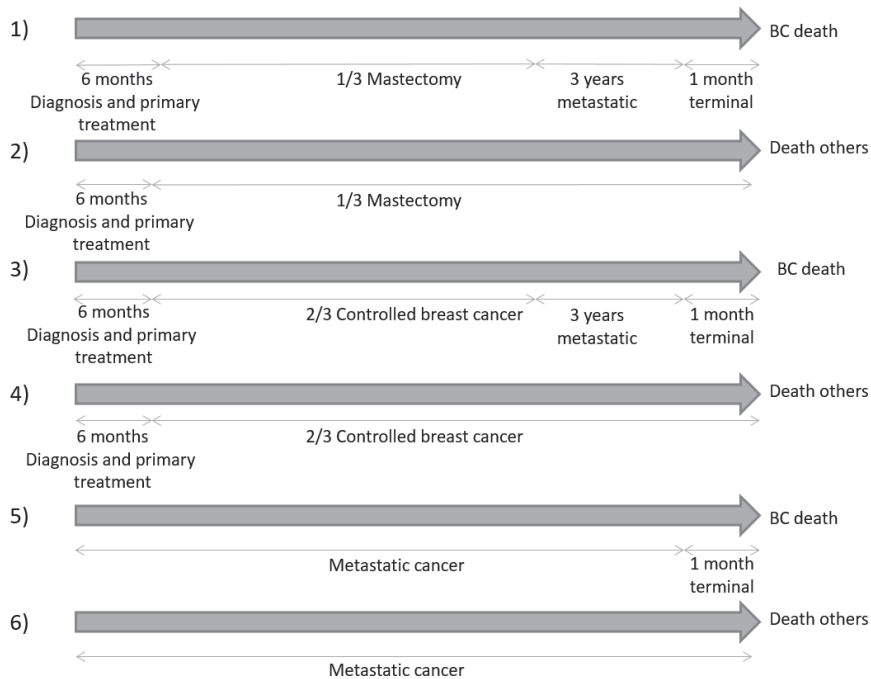 1)
BC death
6 months
Diagnosis and primary
treatment
1/3 Mastectomy
3 years
metastatic
1 month
terminal
2)
Death others
6 months
Diagnosis and primary
treatment
1/3 Mastectomy
3)
BC death
6 months
Diagnosis and primary
treatment
2/3 Controlled breast cancer
3 years
metastatic
1 month
terminal
4)
Death others
6 months
Diagnosis and primary
treatment
2/3 Controlled breast cancer
5)
BC death
Metastatic cancer
1 month
terminal
6)
Death others
Metastatic cancer